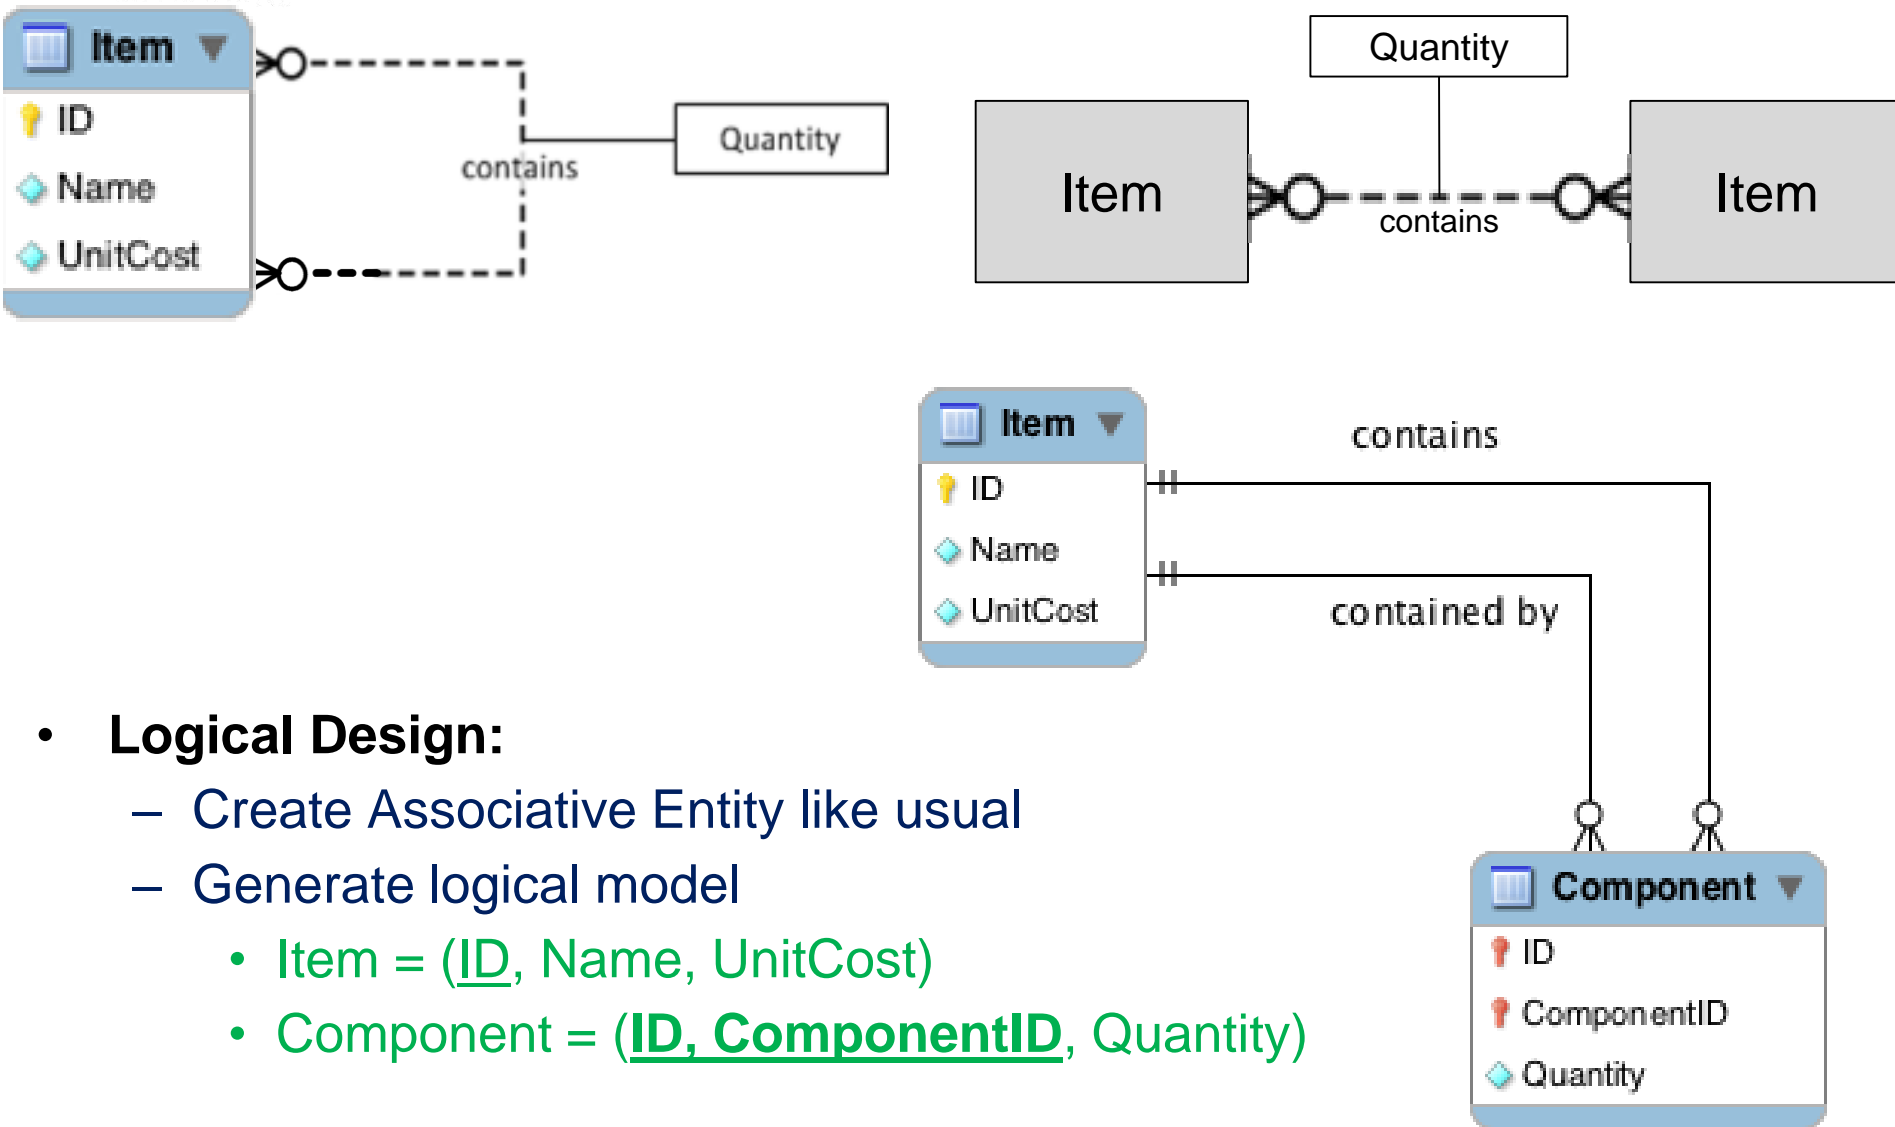 Item
ID
Name
UnitCost
contains
Quantity
Quantity
Item
contains
Item
Item
ID
Name
UnitCost
contains
contained by
• Logical Design:
– Create Associative Entity like usual
– Generate logical model
• Item = (ID, Name, UnitCost)
• Component = (ID, ComponentID, Quantity)
Component
ID
ComponentID
Quantity